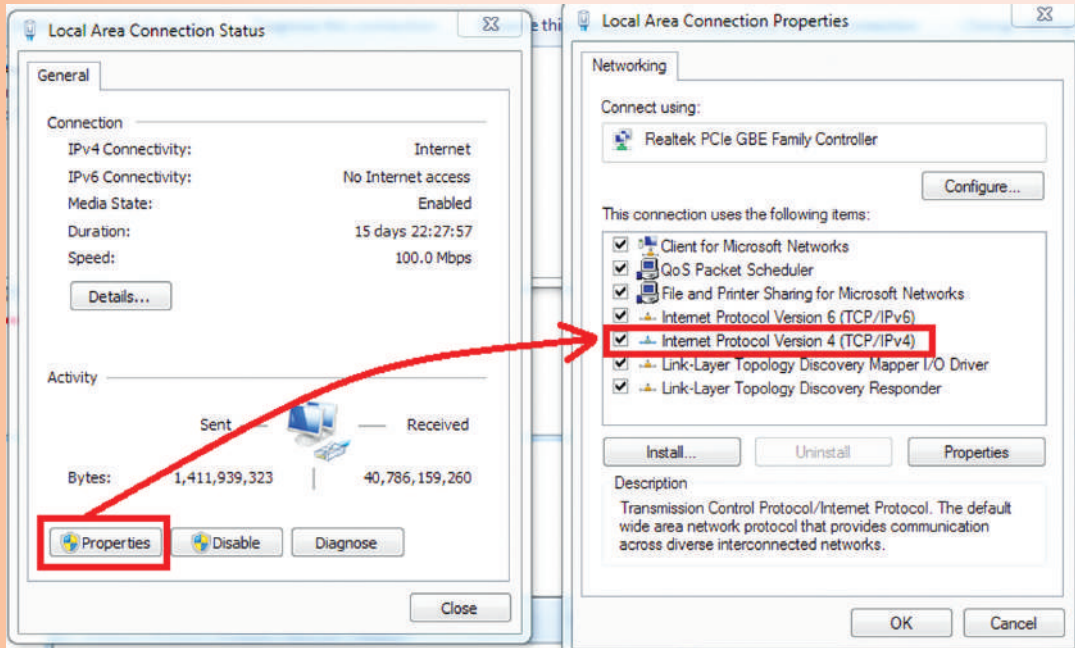 Local Area Connection Status
General
Connection
IPv4 Connectivity: Internet
IPv6 Connectivity: No Internet access
Media State: Enabled
Duration: 15 days 22:27:57
Speed: 100.0 Mbps
Details...
Activity
Sent Received
Bytes: 1,411,939,323 40,786,159,260
Properties Disable Diagnose
Close
Local Area Connection Properties
Networking
Connect using:
Realtek PCIe GBE Family Controller
Configure...
This connection uses the following items:
Client for Microsoft Networks
QoS Packet Scheduler
File and Printer Sharing for Microsoft Networks
Internet Protocol Version 6 (TCP/IPv6)
Internet Protocol Version 4 (TCP/IPv4)
Link-Layer Topology Discovery Mapper I/O Driver
Link-Layer Topology Discovery Responder
Install... Uninstall Properties
Description
Transmission Control Protocol/Internet Protocol. The default
wide area network protocol that provides communication
across diverse interconnected networks.
OK Cancel